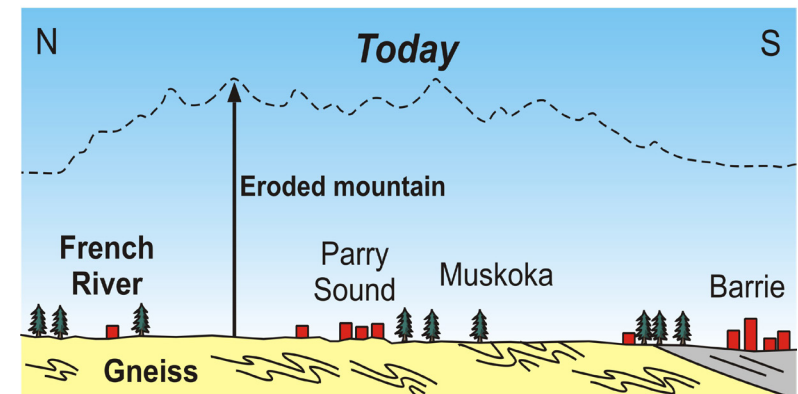 N
Today
S
Eroded mountain
French
River
Parry
Sound
Muskoka
Barrie
Gneiss